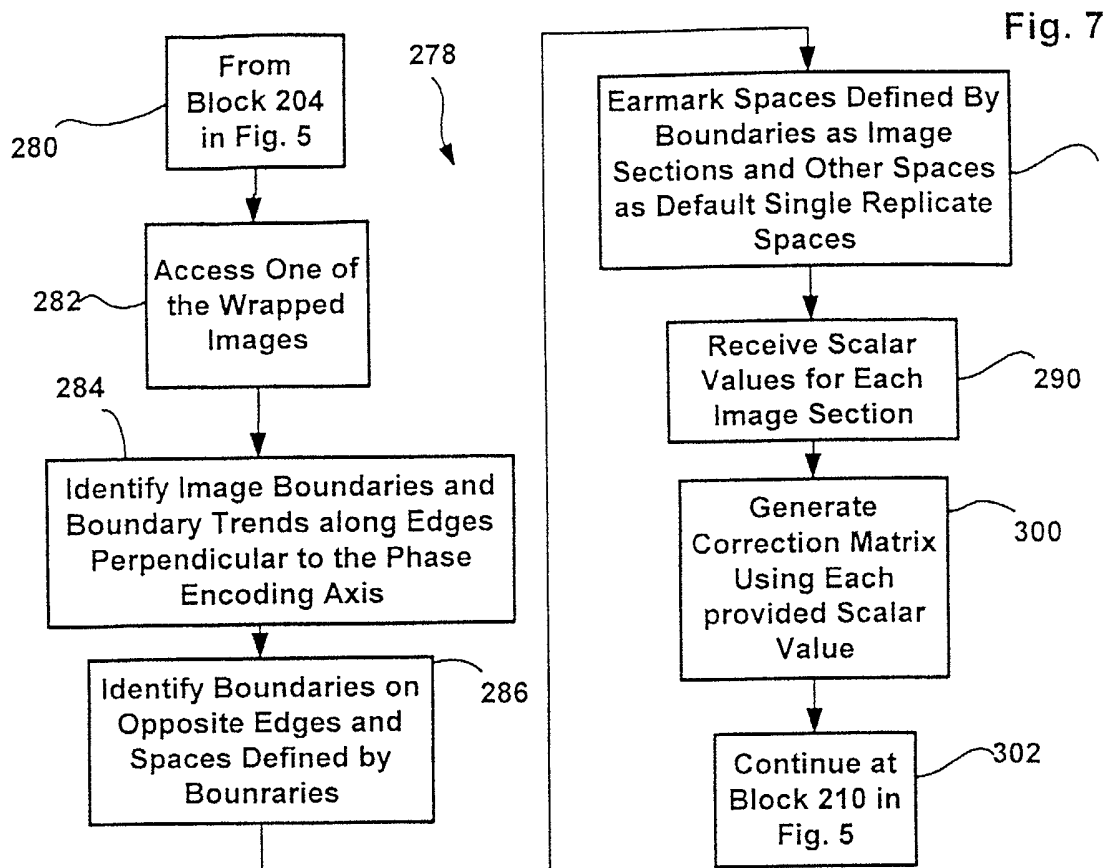 Fig. 7
278
280
From
Block 204
in Fig. 5
282
Access One of
the Wrapped
Images
284
Identify Image Boundaries and
Boundary Trends along Edges
Perpendicular to the Phase
Encoding Axis
286
Identify Boundaries on
Opposite Edges and
Spaces Defined by
Bounraries
Earmark Spaces Defined By
Boundaries as Image
Sections and Other Spaces
as Default Single Replicate
Spaces
Receive Scalar
Values for Each
Image Section
290
Generate
Correction Matrix
Using Each
provided Scalar
Value
300
Continue at
Block 210 in
Fig. 5
302